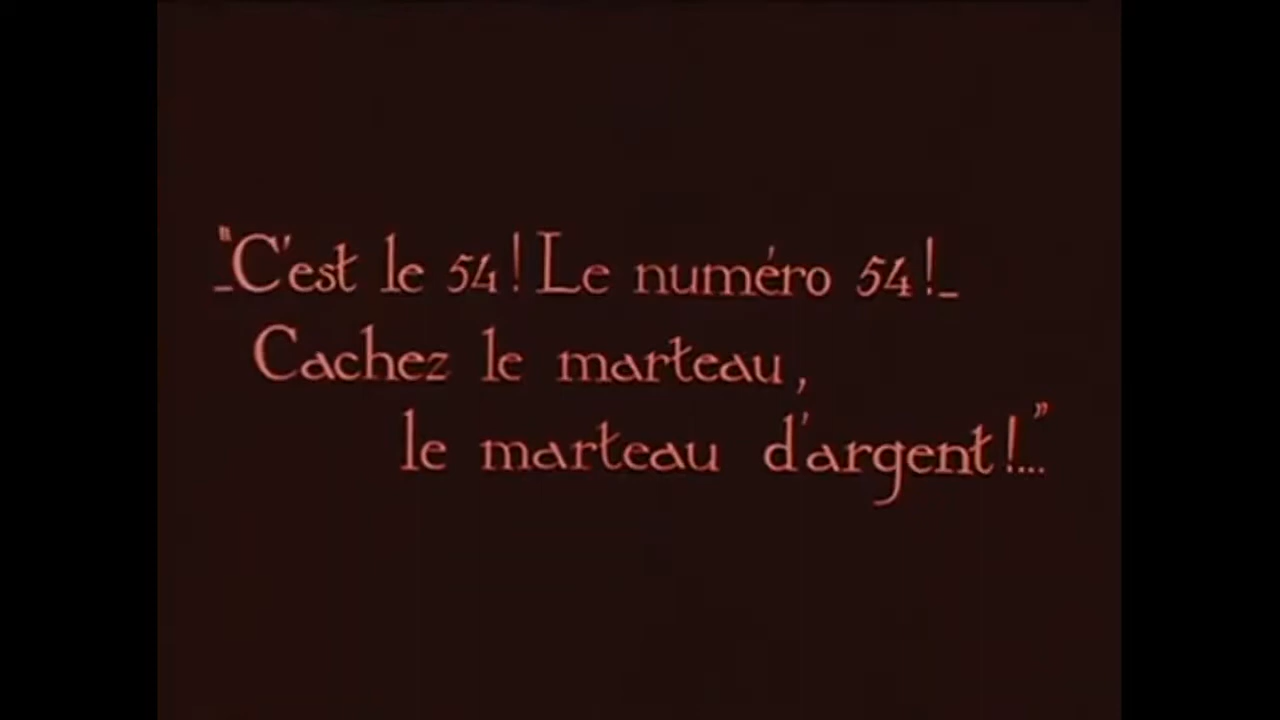 "C'est le 54! Le numéro 54!_
Cachez le marteau,
le marteau d'argent!..."